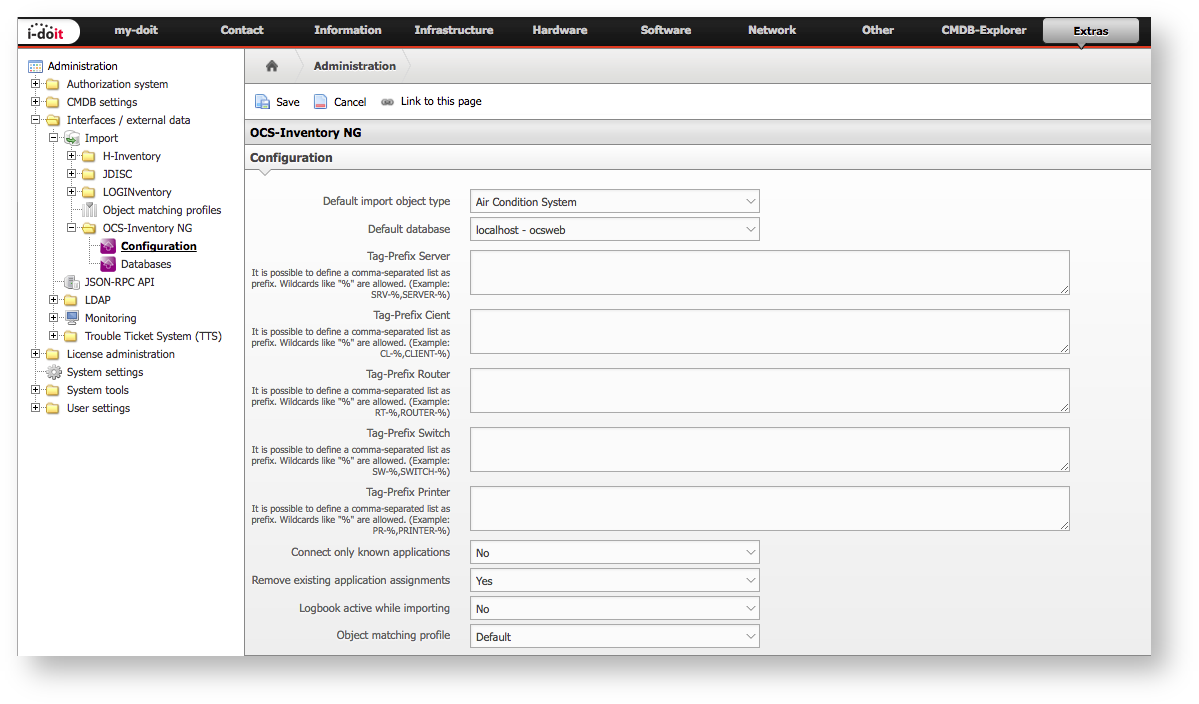 i-doit
my-doit Contact Information Infrastructure Hardware Software Network Other CMDB-Explorer Extras
Administration
Authorization system
CMDB settings
Interfaces / external data
Import
H-Inventory
JDISC
LOGINventory
Object matching profiles
OCS-Inventory NG
Configuration
Databases
JSON-RPC API
LDAP
Monitoring
Trouble Ticket System (TTS)
License administration
System settings
System tools
User settings
Administration
Save Cancel Link to this page
OCS-Inventory NG
Configuration
Default import object type Air Condition System
Default database localhost - ocsweb
Tag-Prefix Server
It is possible to define a comma-separated list as
prefix. Wildcards like "%" are allowed. (Example:
SRV-%,SERVER-%)
Tag-Prefix Cient
It is possible to define a comma-separated list as
prefix. Wildcards like "%" are allowed. (Example:
CL-%,CLIENT-%)
Tag-Prefix Router
It is possible to define a comma-separated list as
prefix. Wildcards like "%" are allowed. (Example:
RT-%,ROUTER-%)
Tag-Prefix Switch
It is possible to define a comma-separated list as
prefix. Wildcards like "%" are allowed. (Example:
SW-%,SWITCH-%)
Tag-Prefix Printer
It is possible to define a comma-separated list as
prefix. Wildcards like "%" are allowed. (Example:
PR-%,PRINTER-%)
Connect only known applications No
Remove existing application assignments Yes
Logbook active while importing No
Object matching profile Default